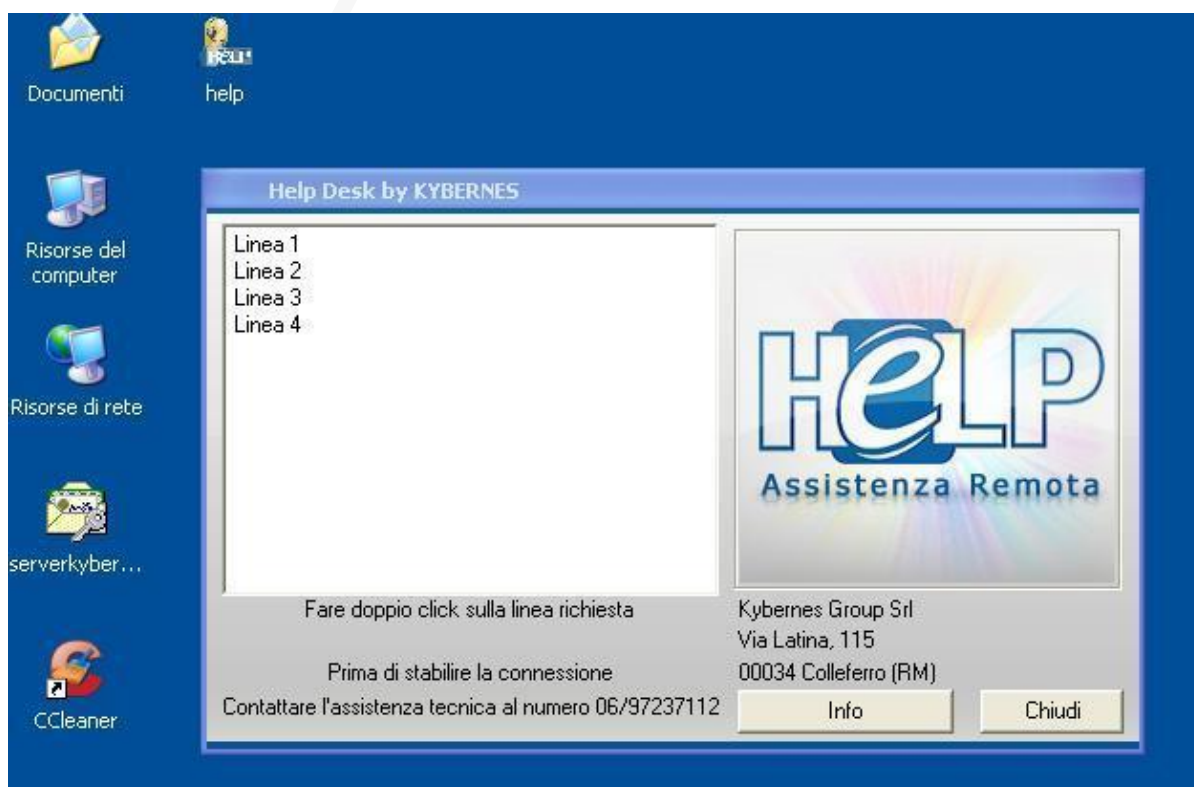 HELP
Documenti
help
Risorse del
computer
Risorse di rete
serverkyber...
CCleaner
Help Desk by KYBERNES
Linea 1
Linea 2
Linea 3
Linea 4
HeLP
Assistenza Remota
Fare doppio click sulla linea richiesta
Prima di stabilire la connessione
Contattare l'assistenza tecnica al numero 06/97237112
Kybernes Group Srl
Via Latina, 115
00034 Colleferro (RM)
Info
Chiudi